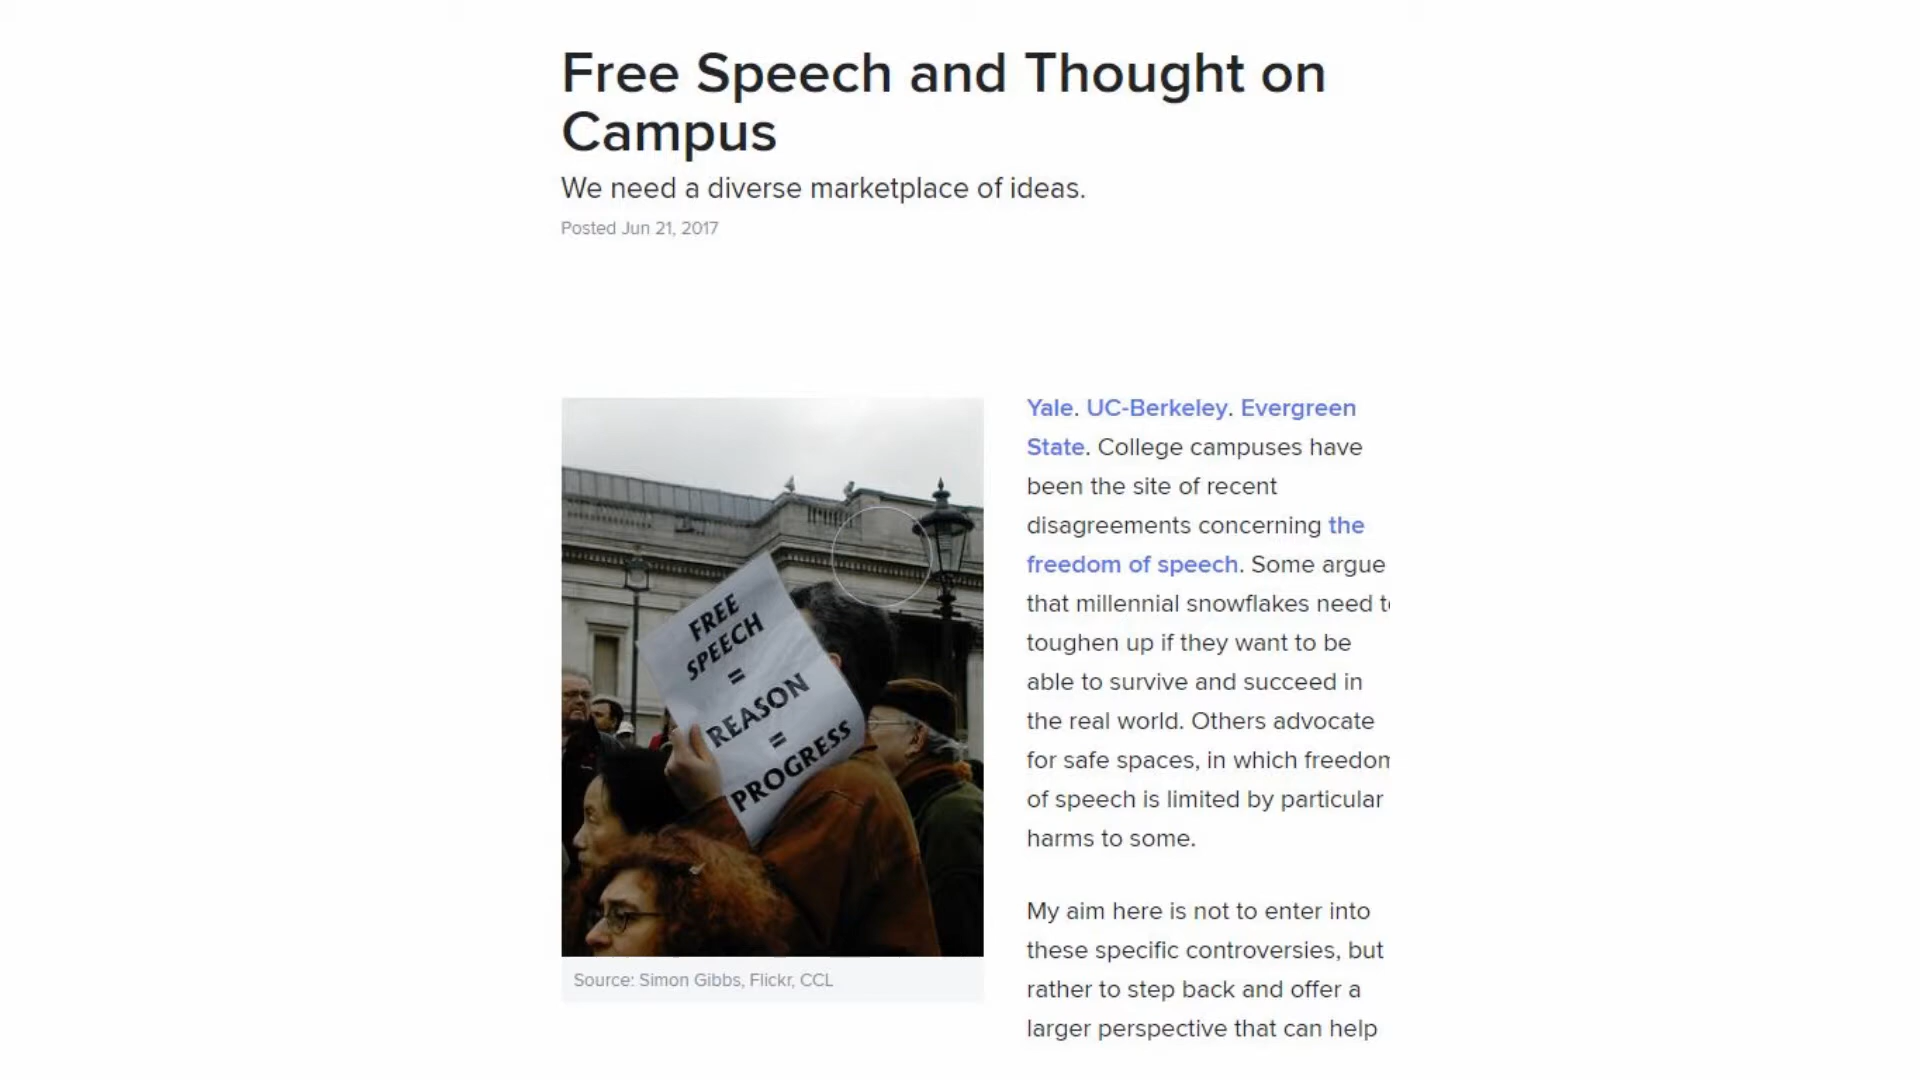 Free Speech and Thought on
Campus
We need a diverse marketplace of ideas.
Posted Jun 21, 2017
FREE
SPEECH
=
REASON
=
PROGRESS
Source: Simon Gibbs, Flickr, CCL
Yale. UC-Berkeley. Evergreen
State. College campuses have
been the site of recent
disagreements concerning the
freedom of speech. Some argue
that millennial snowflakes need t
toughen up if they want to be
able to survive and succeed in
the real world. Others advocate
for safe spaces, in which freedom
of speech is limited by particular
harms to some.
My aim here is not to enter into
these specific controversies, but
rather to step back and offer a
larger perspective that can help